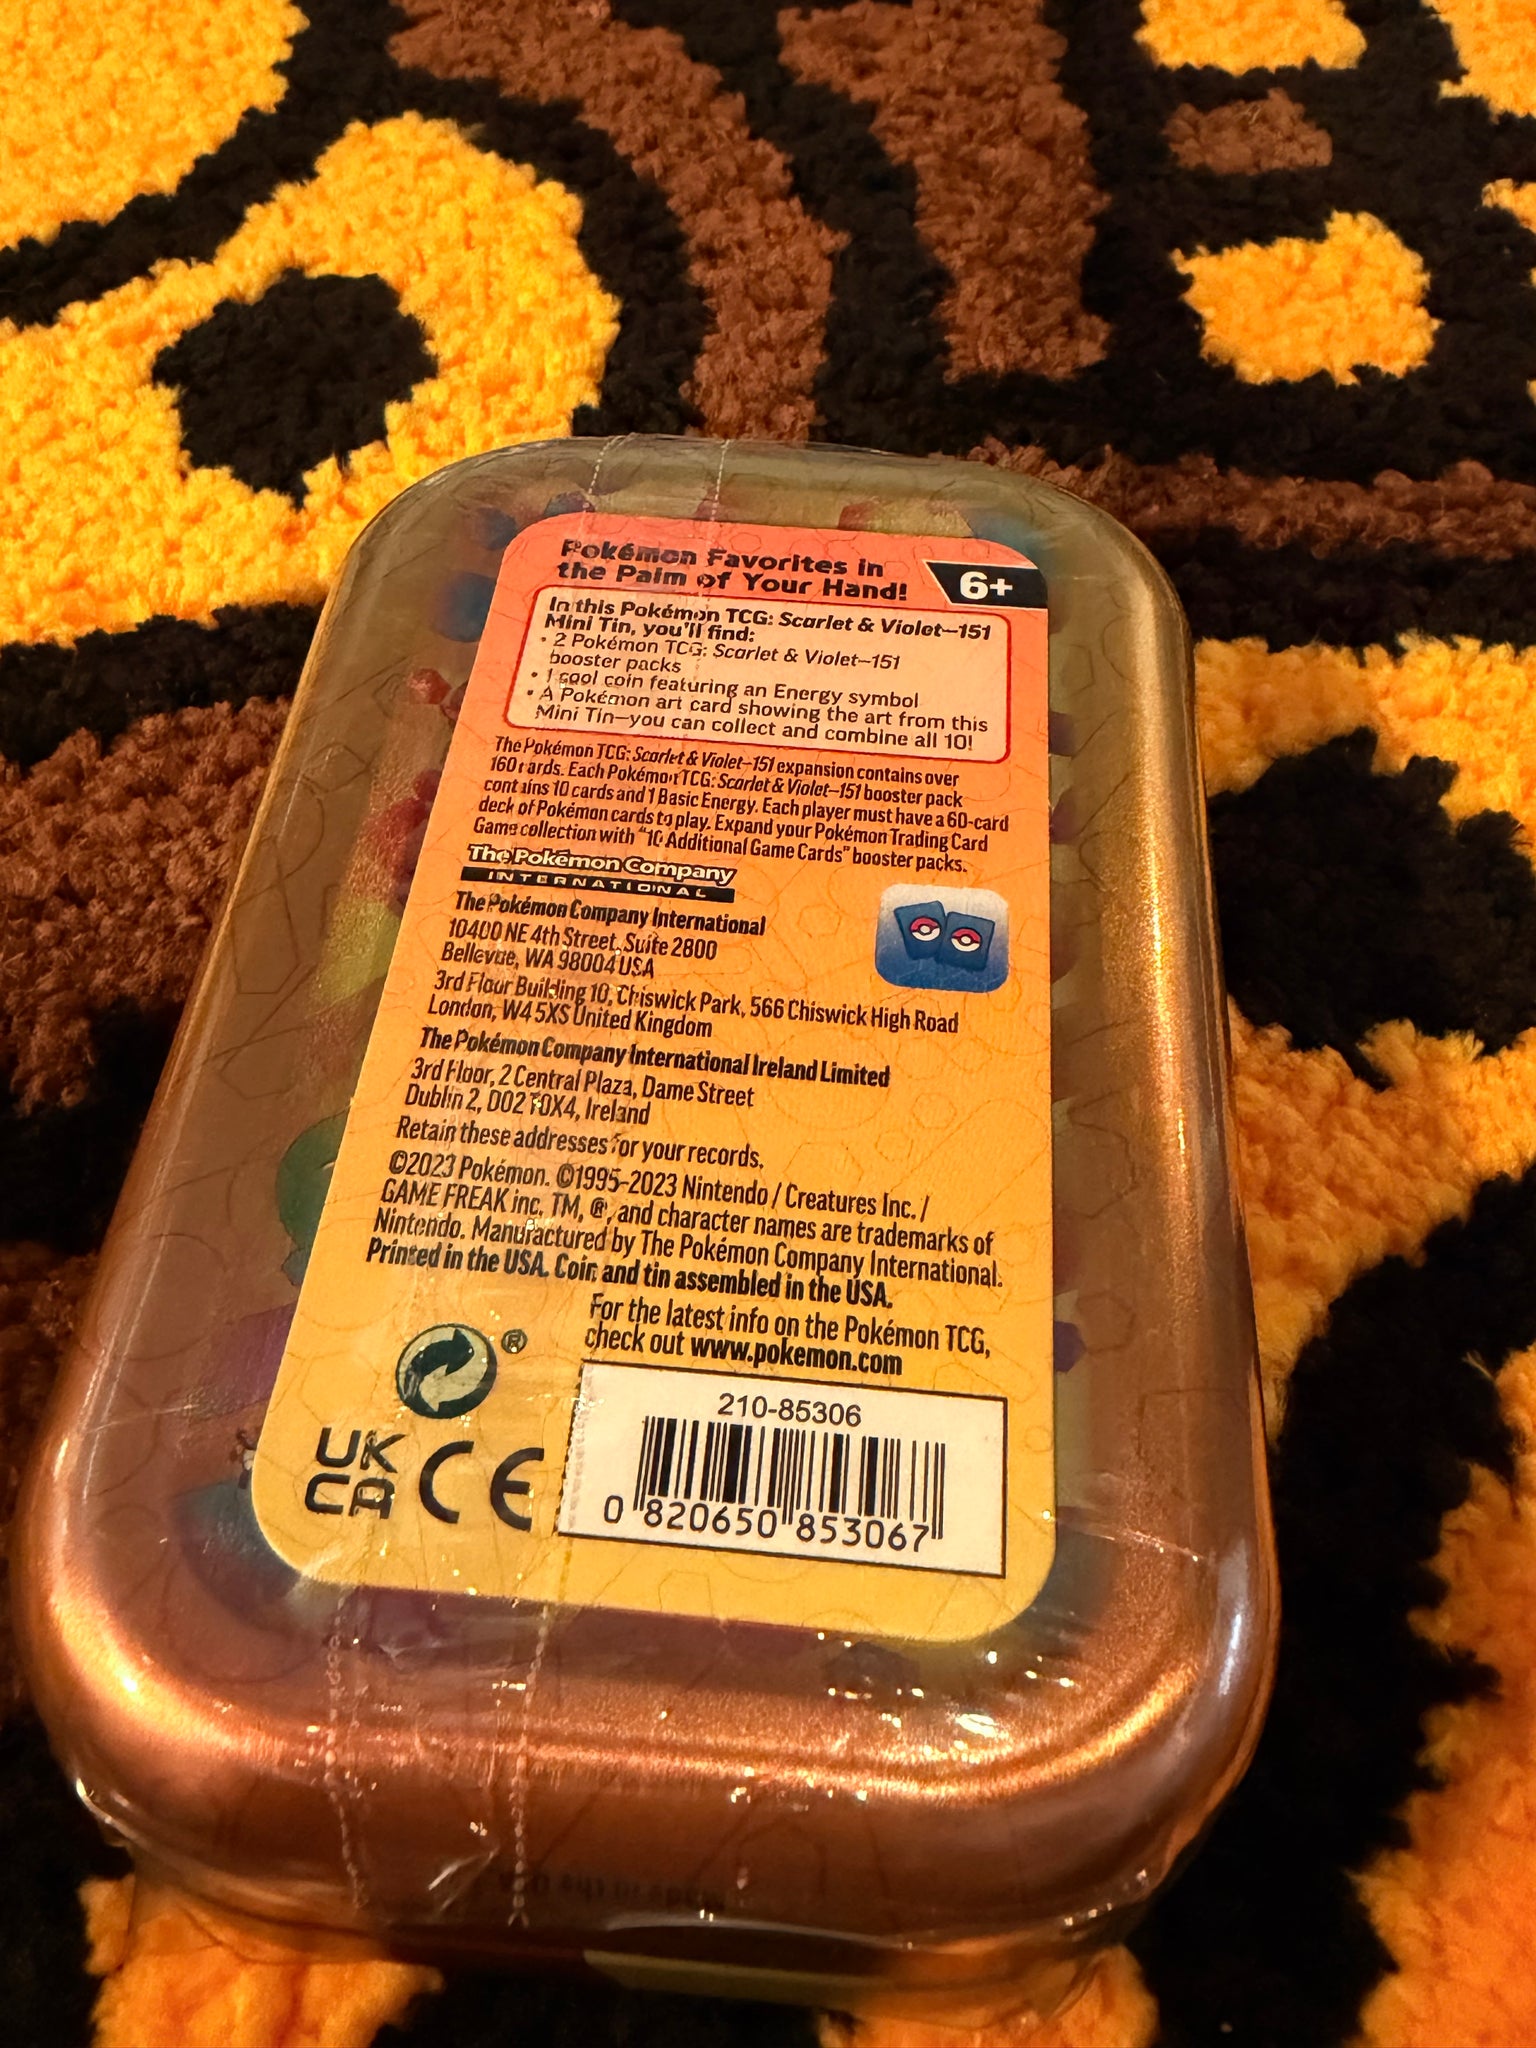 Pokémon Favorites in
the Palm of Your Hand!
6+
In this Pokémon TCG: Scarlet & Violet—151
Mini Tin, you'll find:
• 2 Pokémon TCG: Scarlet & Violet—151
booster packs
• 1 cool coin featuring an Energy symbol
• A Pokémon art card showing the art from this
Mini Tin—you can collect and combine all 10!
The Pokémon TCG: Scarlet & Violet—151 expansion contains over
160 cards. Each Pokémon TCG: Scarlet & Violet—151 booster pack
contains 10 cards and 1 Basic Energy. Each player must have a 60-card
deck of Pokémon cards to play. Expand your Pokémon Trading Card
Game collection with "10 Additional Game Cards" booster packs.
The Pokémon Company
INTERNATIONAL
The Pokémon Company International
10400 NE 4th Street, Suite 2800
Bellevue, WA 98004 USA
3rd Floor Building 10, Chiswick Park, 566 Chiswick High Road
London, W4 5XS United Kingdom
The Pokémon Company International Ireland Limited
3rd Floor, 2 Central Plaza, Dame Street
Dublin 2, D02 T0X4, Ireland
Retain these addresses for your records.
©2023 Pokémon. ©1995–2023 Nintendo / Creatures Inc. /
GAME FREAK inc. TM, ®, and character names are trademarks of
Nintendo. Manufactured by The Pokémon Company International.
Printed in the USA. Coin and tin assembled in the USA.
For the latest info on the Pokémon TCG,
check out www.pokemon.com
®
UK
CA
CE
210-85306
0 820650 853067